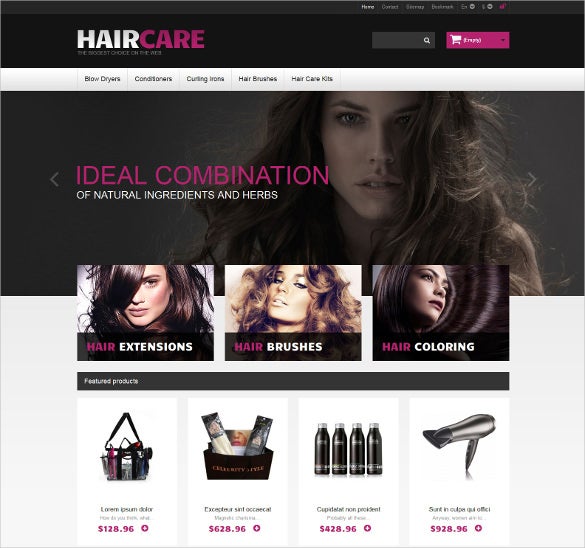 Home Contact Sitemap Bookmark En $
HAIRCARE
THE BIGGEST CHOICE ON THE WEB
(Empty)
Blow Dryers Conditioners Curling Irons Hair Brushes Hair Care Kits
IDEAL COMBINATION
OF NATURAL INGREDIENTS AND HERBS
HAIR EXTENSIONS HAIR BRUSHES HAIR COLORING
Featured products
CELEBRITY STYLE
Lorem ipsum dolor Excepteur sint occaecat Cupidatat non proident Sunt in culpa qui offici
How do you think, what... Magnetic charisma... Probably all these... Anyway, women aim to...
$128.96 $628.96 $428.96 $928.96